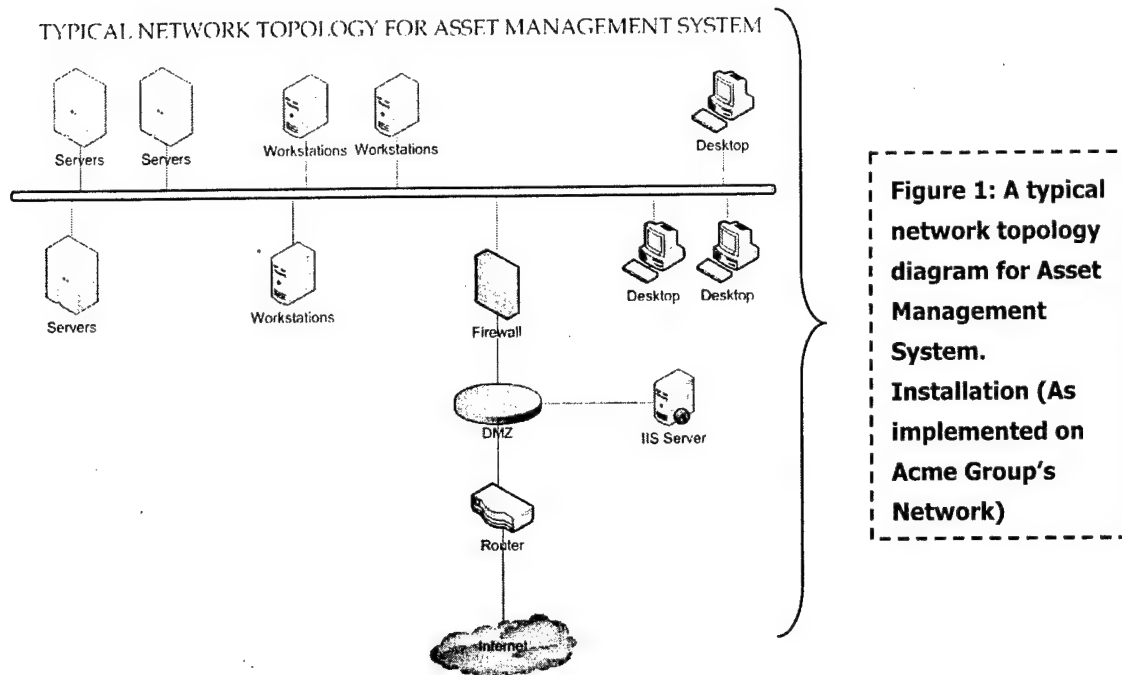 TYPICAL NETWORK TOPOLOGY FOR ASSET MANAGEMENT SYSTEM
Servers
Servers
Workstations
Workstations
Desktop
Servers
Workstations
Firewall
Desktop
Desktop
DMZ
IIS Server
Router
Internet
Figure 1: A typical
network topology
diagram for Asset
Management
System.
Installation (As
implemented on
Acme Group's
Network)